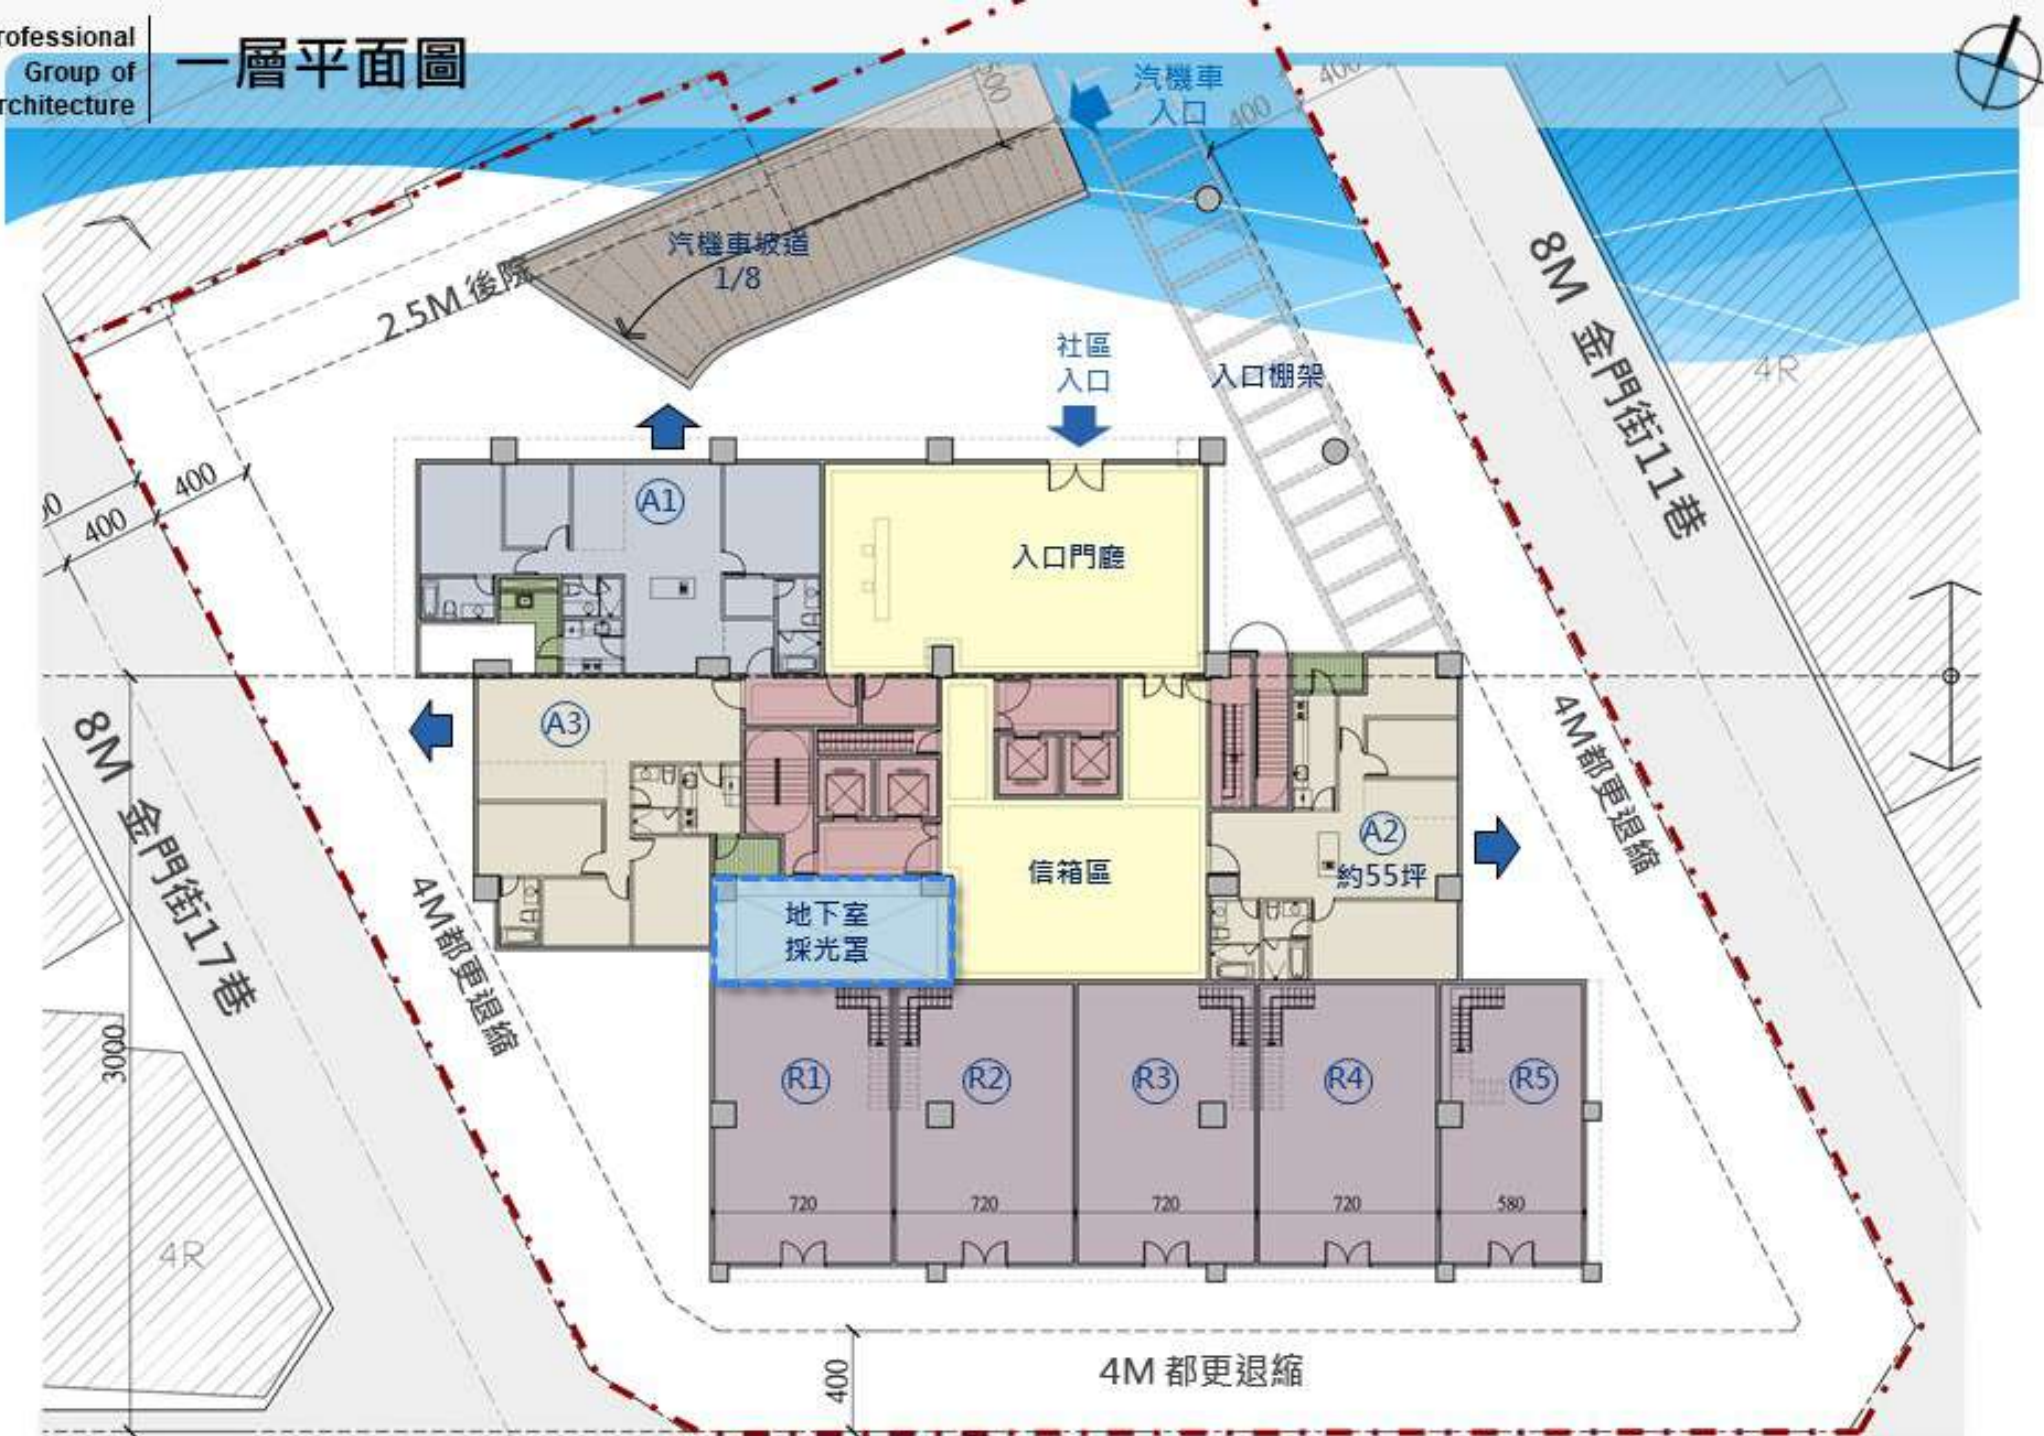 rofessional
Group of
rchitecture
一層平面圖
汽機車
入口
500
400
400
汽機車坡道
1/8
2.5M 後院
社區
入口
入口棚架
8M 金門街11巷
4R
400
400
A1
入口門廳
A3
8M 金門街17巷
4M都更退縮
4M都更退縮
A2
約55坪
信箱區
地下室
採光罩
3000
R1
R2
R3
R4
R5
720
720
720
720
580
4R
400
4M 都更退縮